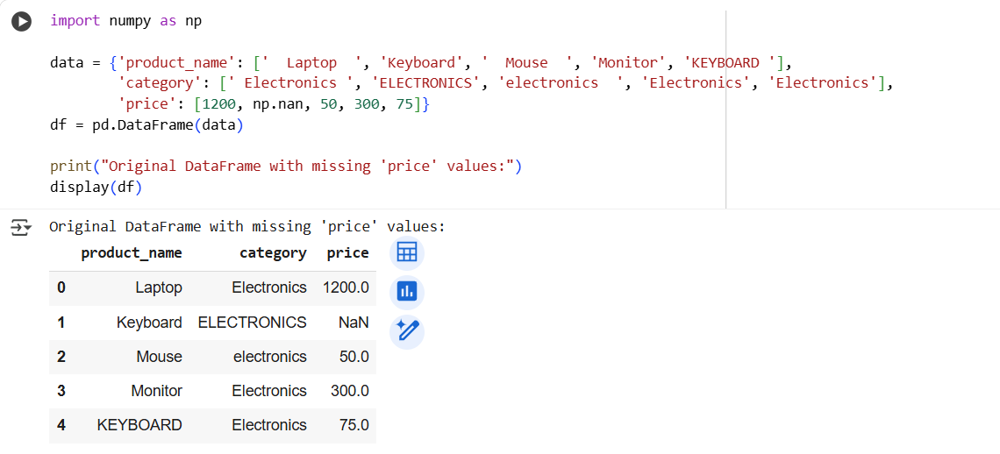 import numpy as np
data = {'product_name': ['  Laptop  ', 'Keyboard', '  Mouse  ', 'Monitor', 'KEYBOARD '],
        'category': [' Electronics ', 'ELECTRONICS', 'electronics  ', 'Electronics', 'Electronics'],
        'price': [1200, np.nan, 50, 300, 75]}
df = pd.DataFrame(data)
print("Original DataFrame with missing 'price' values:")
display(df)
Original DataFrame with missing 'price' values:
product_name category price
0 Laptop Electronics 1200.0
1 Keyboard ELECTRONICS NaN
2 Mouse electronics 50.0
3 Monitor Electronics 300.0
4 KEYBOARD Electronics 75.0